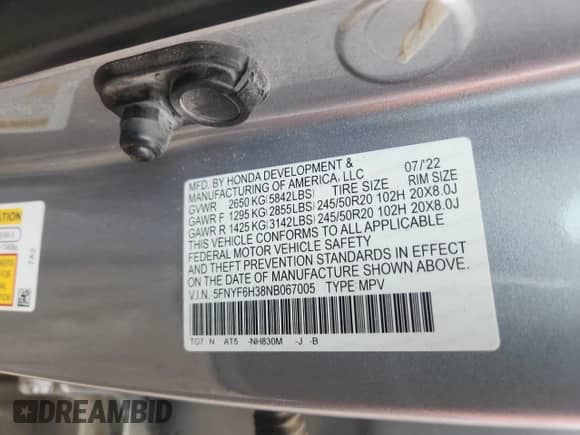 MFD. BY HONDA DEVELOPMENT & 07/'22
MANUFACTURING OF AMERICA, LLC
GVWR 2650 KG(5842LBS) TIRE SIZE RIM SIZE
GAWR F 1295 KG(2855LBS) 245/50R20 102H 20X8.0J
GAWR R 1425 KG(3142LBS) 245/50R20 102H 20X8.0J
THIS VEHICLE CONFORMS TO ALL APPLICABLE
FEDERAL MOTOR VEHICLE SAFETY
AND THEFT PREVENTION STANDARDS IN EFFECT
ON THE DATE OF MANUFACTURE SHOWN ABOVE.
V.I.N. 5FNYF6H38NB067005 TYPE:MPV
TG7 N AT5 -NH830M -J -B
MATION
DREAMBID